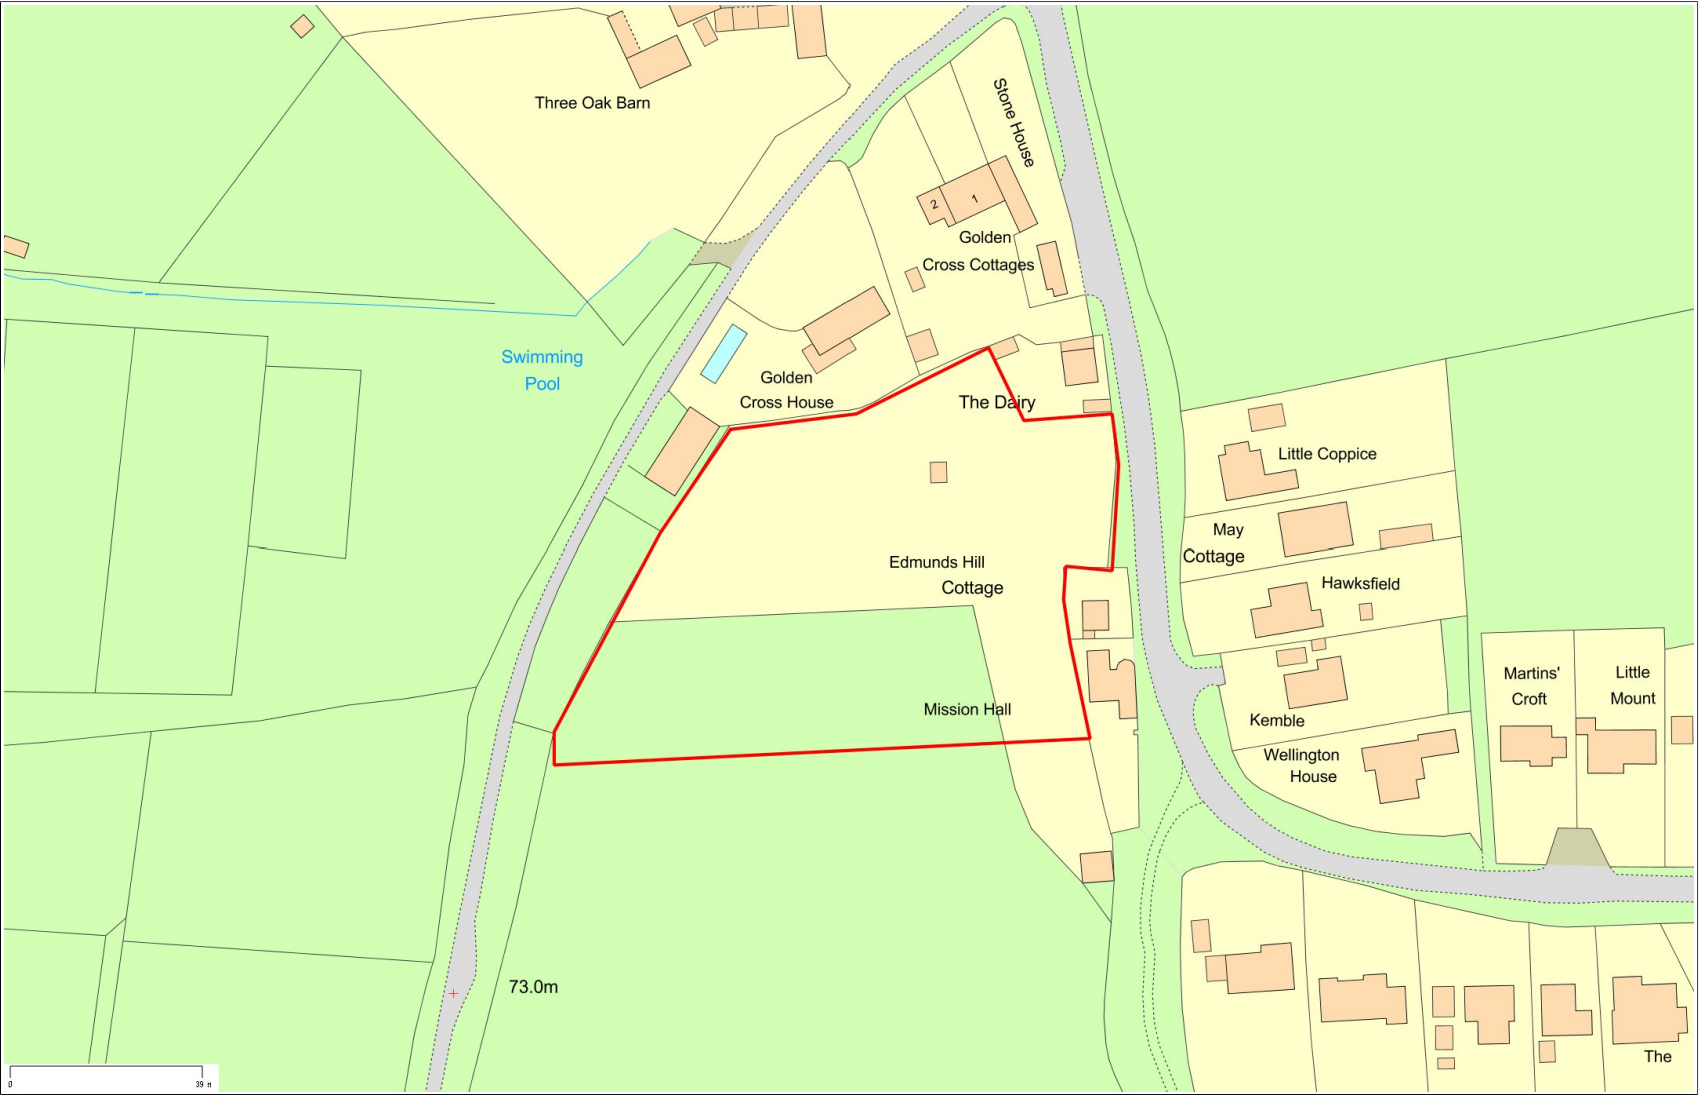 Three Oak Barn
Stone House
2
1
Golden
Cross Cottages
Swimming
Pool
Golden
Cross House
The Dairy
Little Coppice
May
Cottage
Edmunds Hill
Cottage
Hawksfield
Martins'
Croft
Little
Mount
Mission Hall
Kemble
Wellington
House
73.0m
The
0
39 m